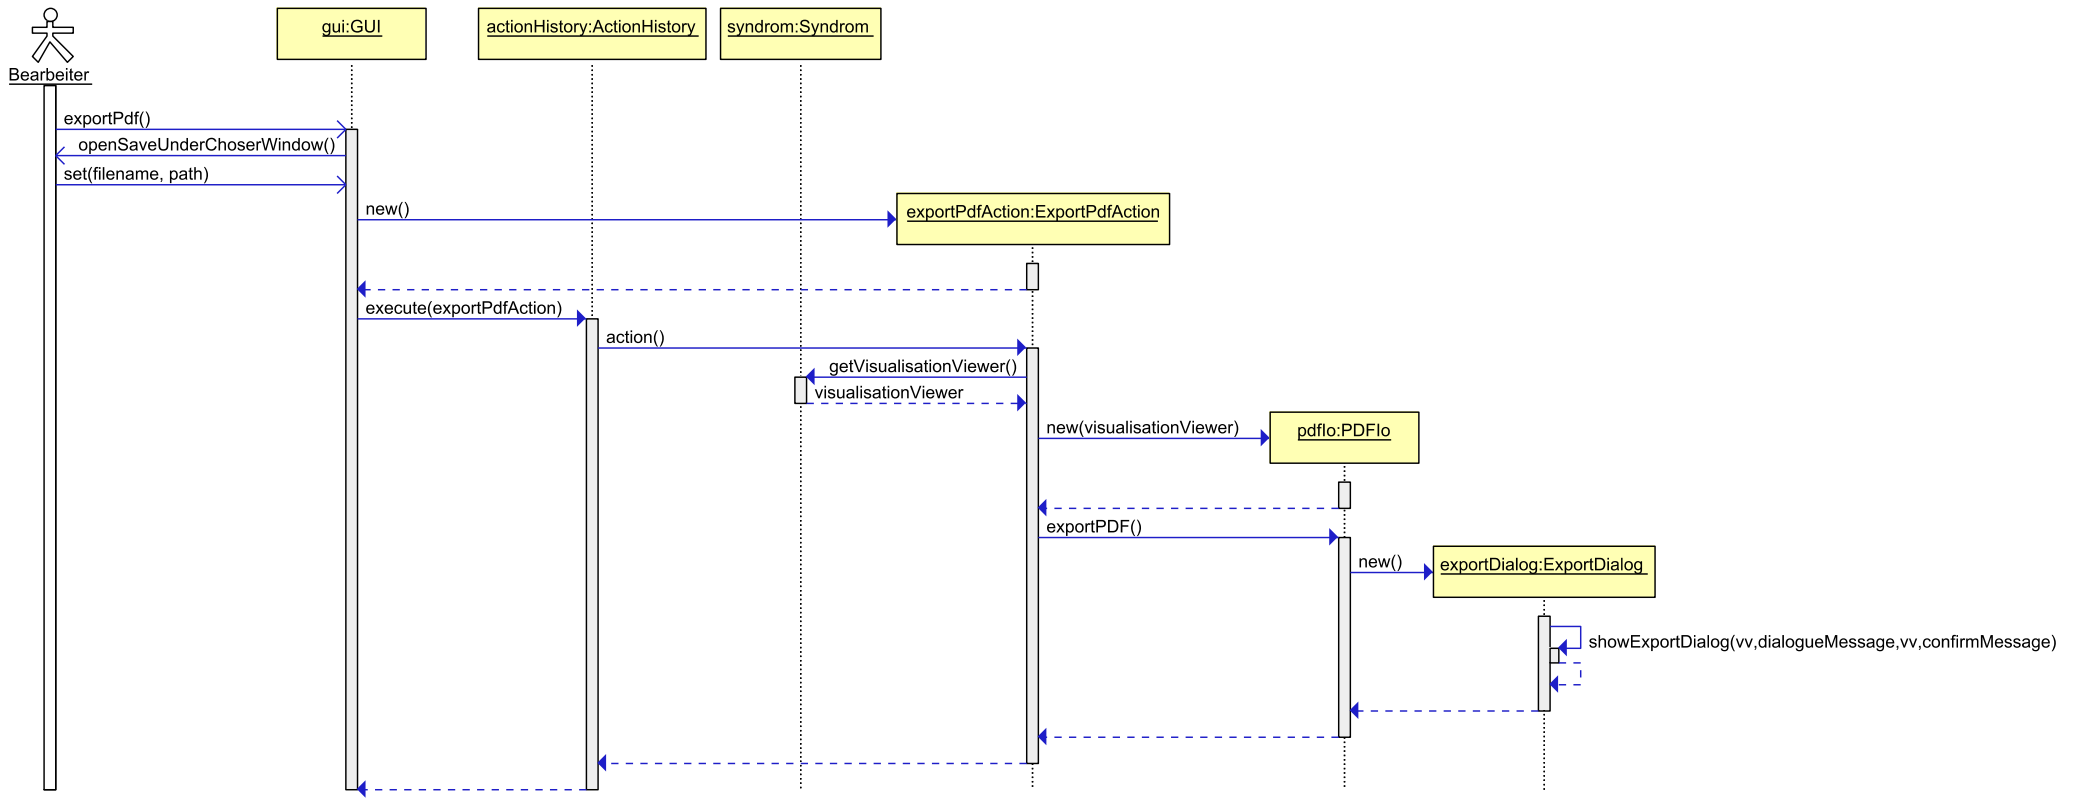 gui:GUI
actionHistory:ActionHistory
syndrom:Syndrom
Bearbeiter
exportPdf()
openSaveUnderChoserWindow()
set(filename, path)
new()
exportPdfAction:ExportPdfAction
execute(exportPdfAction)
action()
getVisualisationViewer()
visualisationViewer
new(visualisationViewer)
pdfIo:PDFIo
exportPDF()
new()
exportDialog:ExportDialog
showExportDialog(vv,dialogueMessage,vv,confirmMessage)